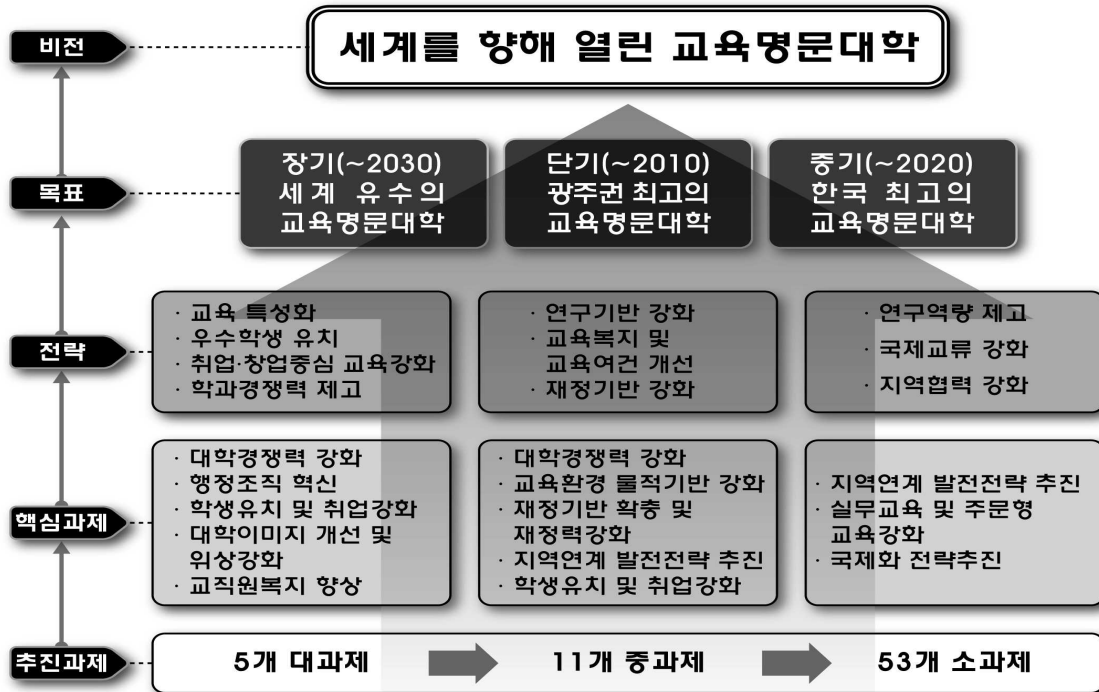 비전
세계를 향해 열린 교육명문대학
목표
장기(~2030)
세계 유수의
교육명문대학
단기(~2010)
광주권 최고의
교육명문대학
중기(~2020)
한국 최고의
교육명문대학
전략
· 교육 특성화
· 우수학생 유치
· 취업·창업중심 교육강화
· 학과경쟁력 제고
· 연구기반 강화
· 교육복지 및
교육여건 개선
· 재정기반 강화
· 연구역량 제고
· 국제교류 강화
· 지역협력 강화
핵심과제
· 대학경쟁력 강화
· 행정조직 혁신
· 학생유치 및 취업강화
· 대학이미지 개선 및
위상강화
· 교직원복지 향상
· 대학경쟁력 강화
· 교육환경 물적기반 강화
· 재정기반 확충 및
재정력강화
· 지역연계 발전전략 추진
· 학생유치 및 취업강화
· 지역연계 발전전략 추진
· 실무교육 및 주문형
교육강화
· 국제화 전략추진
추진과제
5개 대과제
11개 중과제
53개 소과제